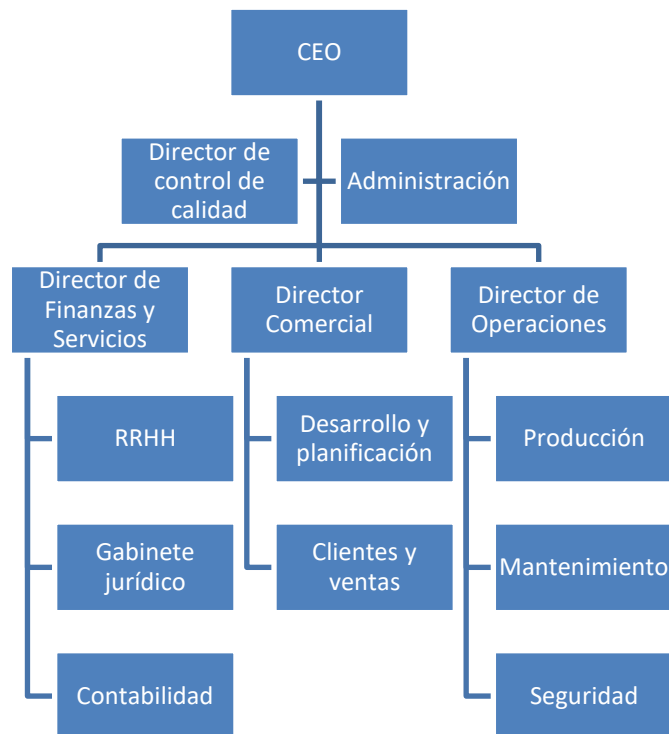 CEO
Director de
control de
calidad
Administración
Director de
Finanzas y
Servicios
Director
Comercial
Director de
Operaciones
RRHH
Desarrollo y
planificación
Producción
Gabinete
jurídico
Clientes y
ventas
Mantenimiento
Contabilidad
Seguridad